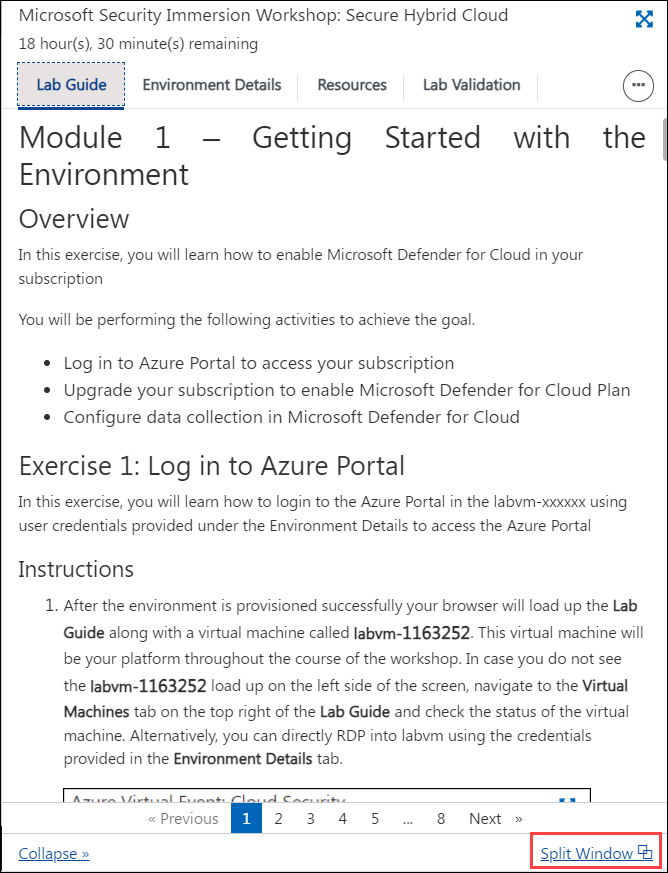 Microsoft Security Immersion Workshop: Secure Hybrid Cloud
18 hour(s), 30 minute(s) remaining
Lab Guide Environment Details Resources Lab Validation
Module 1 – Getting Started with the
Environment
Overview
In this exercise, you will learn how to enable Microsoft Defender for Cloud in your
subscription
You will be performing the following activities to achieve the goal.
• Log in to Azure Portal to access your subscription
• Upgrade your subscription to enable Microsoft Defender for Cloud Plan
• Configure data collection in Microsoft Defender for Cloud
Exercise 1: Log in to Azure Portal
In this exercise, you will learn how to login to the Azure Portal in the labvm-xxxxxx using
user credentials provided under the Environment Details to access the Azure Portal
Instructions
1. After the environment is provisioned successfully your browser will load up the Lab
Guide along with a virtual machine called labvm-1163252. This virtual machine will
be your platform throughout the course of the workshop. In case you do not see
the labvm-1163252 load up on the left side of the screen, navigate to the Virtual
Machines tab on the top right of the Lab Guide and check the status of the virtual
machine. Alternatively, you can directly RDP into labvm using the credentials
provided in the Environment Details tab.
Azure Virtual Event: Cloud Security
« Previous 1 2 3 4 5 ... 8 Next »
Collapse » Split Window